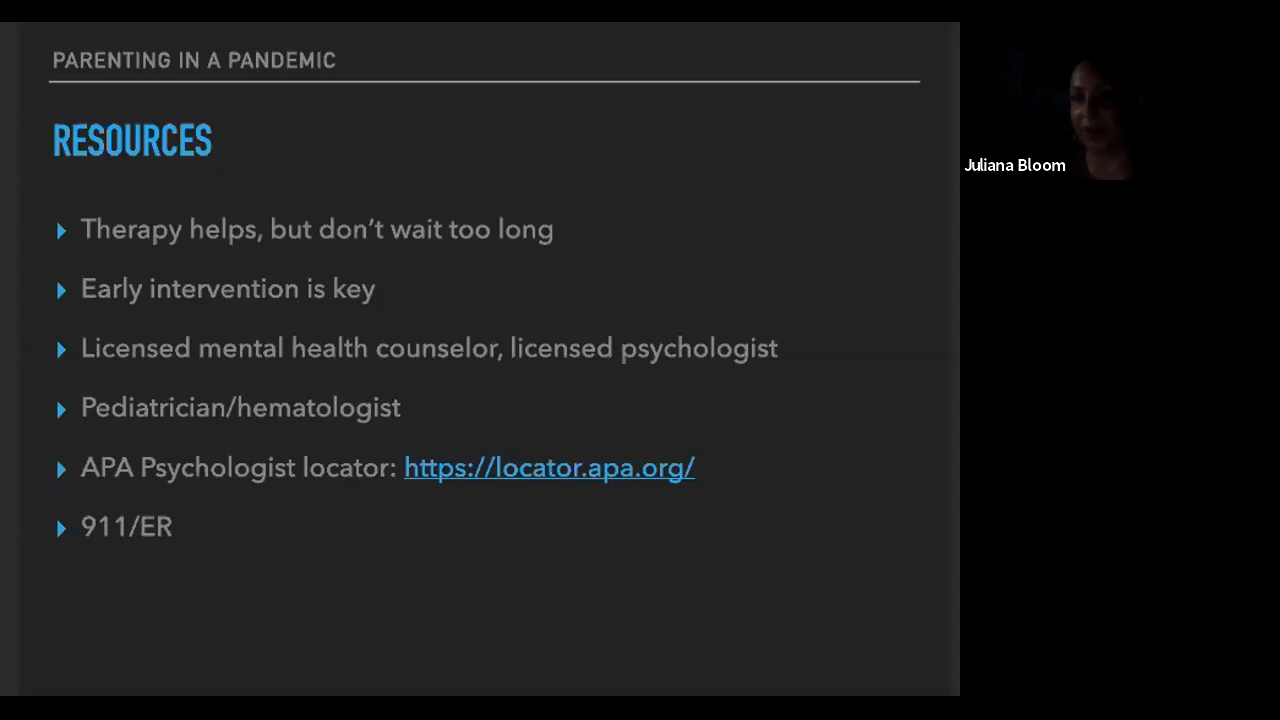 PARENTING IN A PANDEMIC
RESOURCES
Therapy helps, but don’t wait too long
Early intervention is key
Licensed mental health counselor, licensed psychologist
Pediatrician/hematologist
APA Psychologist locator: https://locator.apa.org/
911/ER
Juliana Bloom